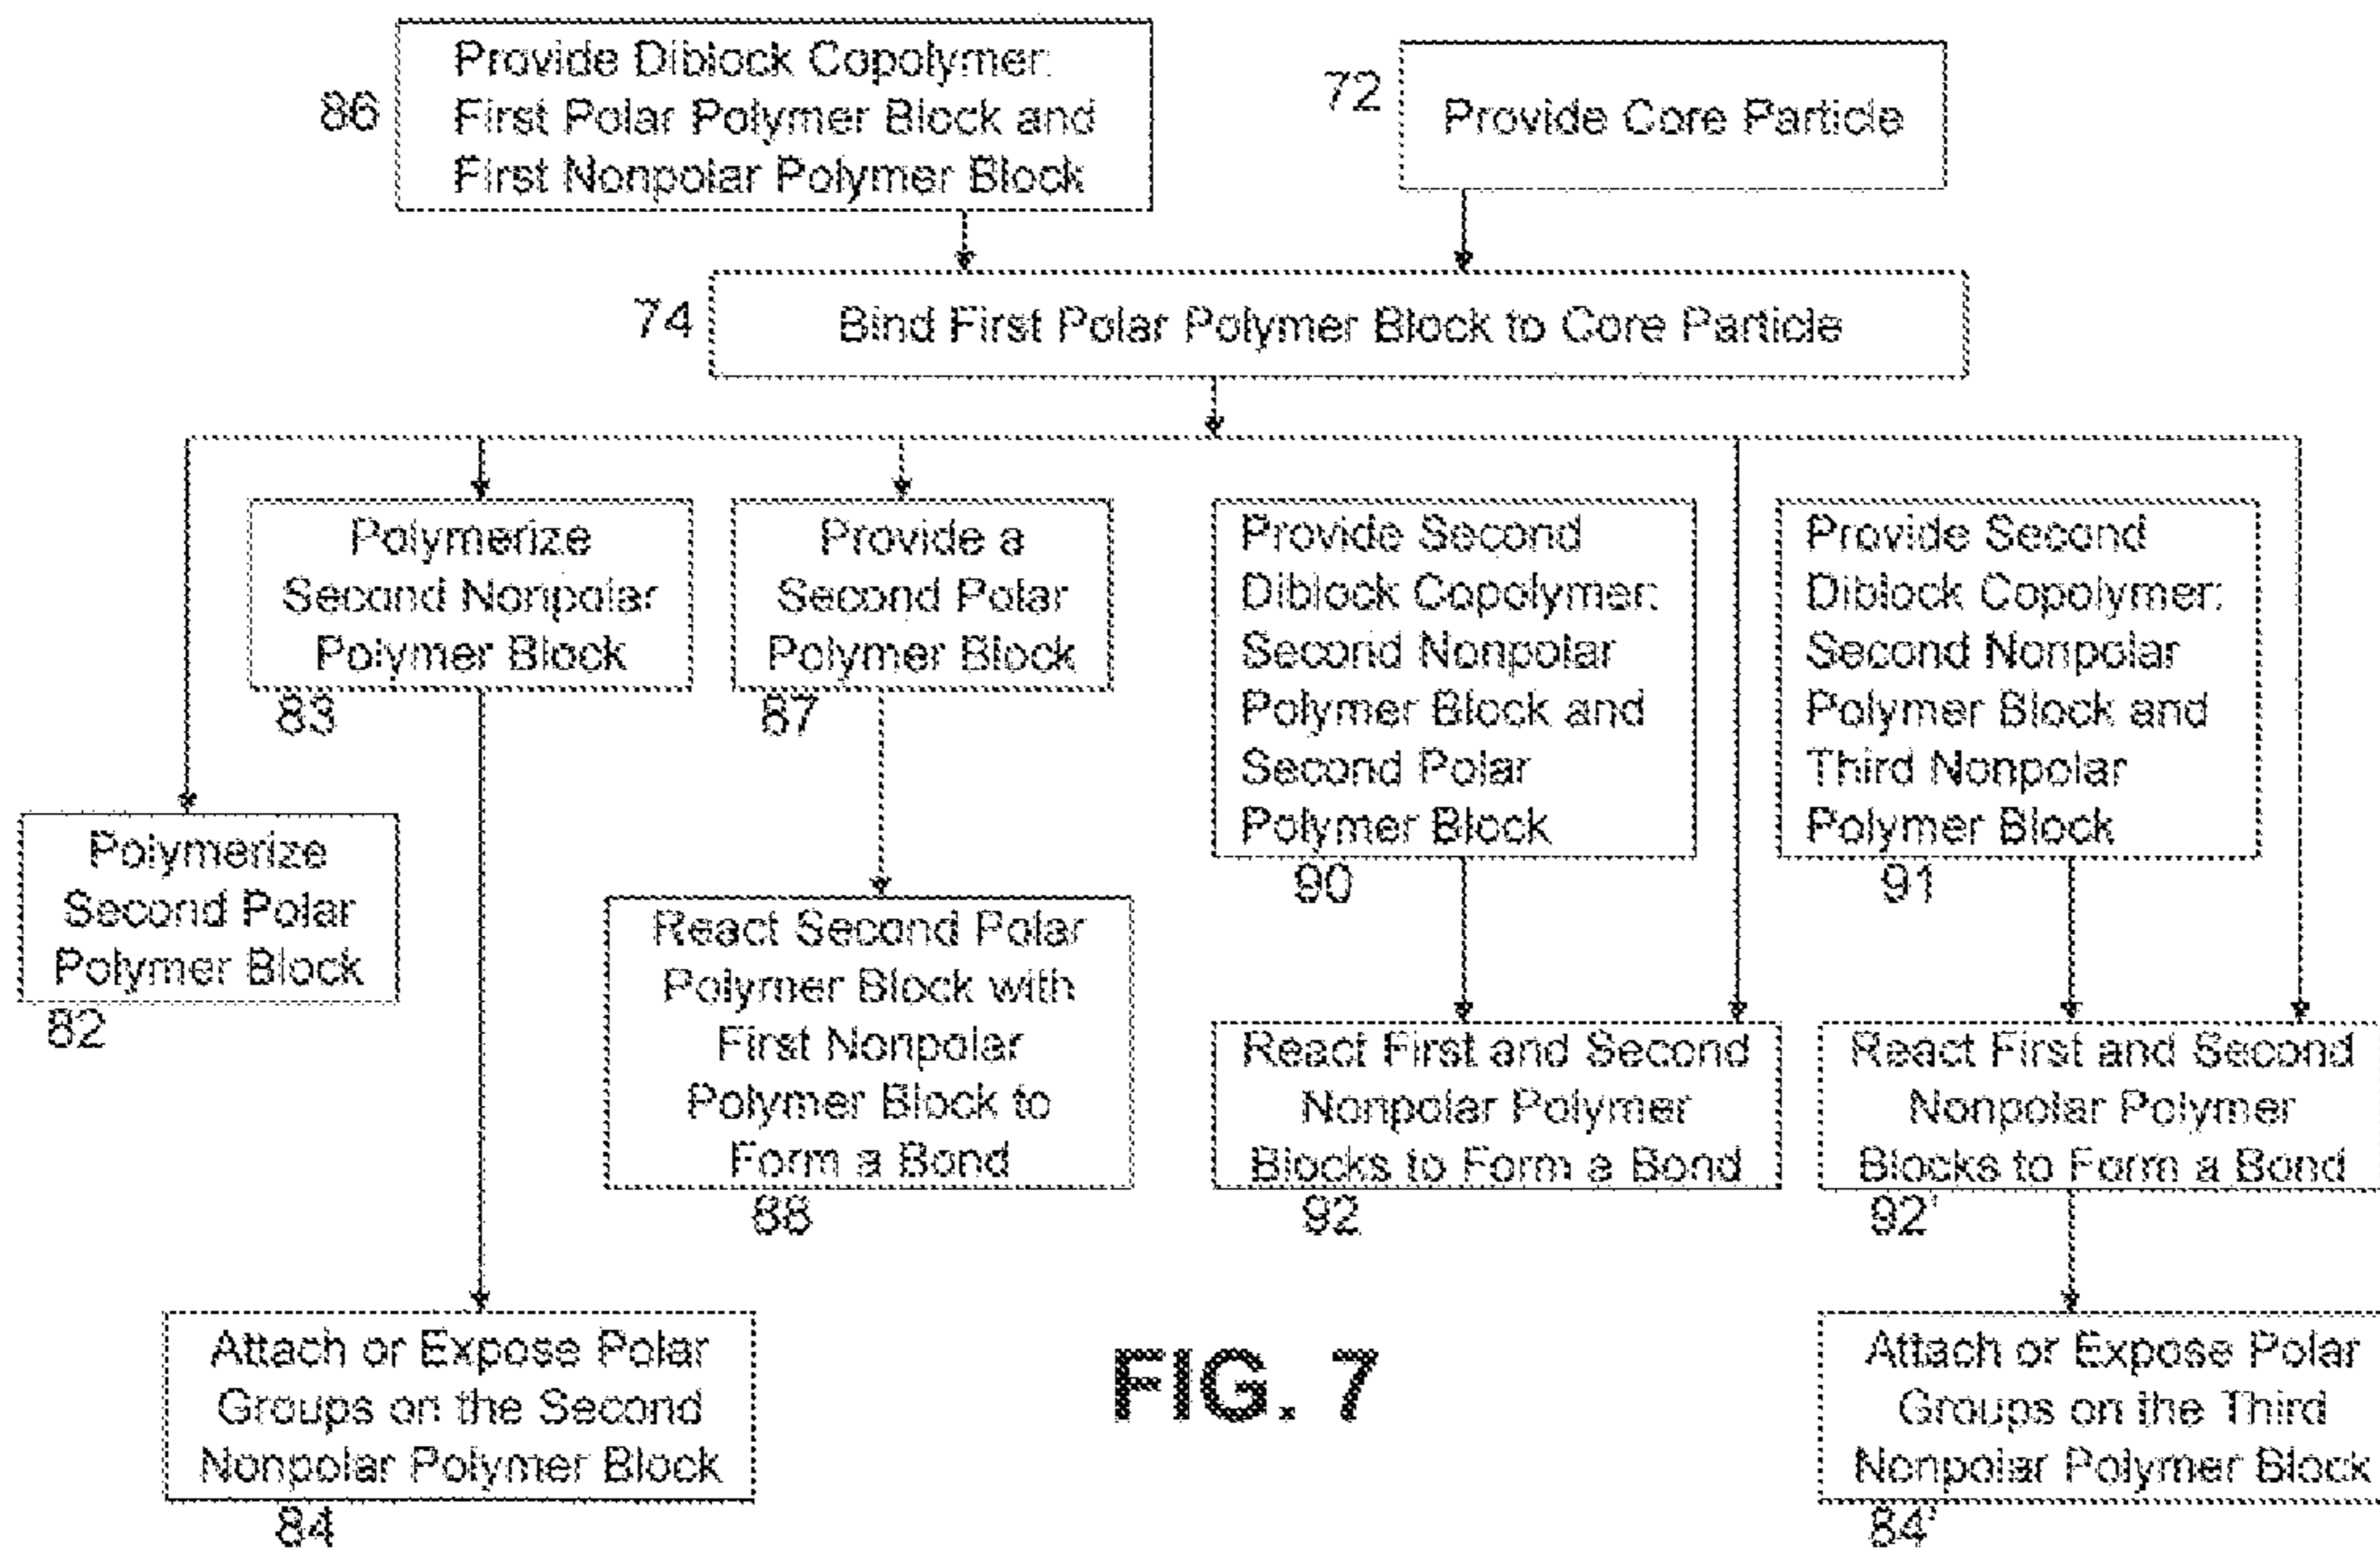 86
Provide Diblock Copolymer:
First Polar Polymer Block and
First Nonpolar Polymer Block
72
Provide Core Particle
74
Bind First Polar Polymer Block to Core Particle
Polymerize
Second Nonpolar
Polymer Block
83
Provide a
Second Polar
Polymer Block
87
Provide Second
Diblock Copolymer:
Second Nonpolar
Polymer Block and
Second Polar
Polymer Block
90
Provide Second
Diblock Copolymer:
Second Nonpolar
Polymer Block and
Third Nonpolar
Polymer Block
91
Polymerize
Second Polar
Polymer Block
82
React Second Polar
Polymer Block with
First Nonpolar
Polymer Block to
Form a Bond
88
React First and Second
Nonpolar Polymer
Blocks to Form a Bond
92
React First and Second
Nonpolar Polymer
Blocks to Form a Bond
92'
Attach or Expose Polar
Groups on the Second
Nonpolar Polymer Block
84
FIG. 7
Attach or Expose Polar
Groups on the Third
Nonpolar Polymer Block
84'